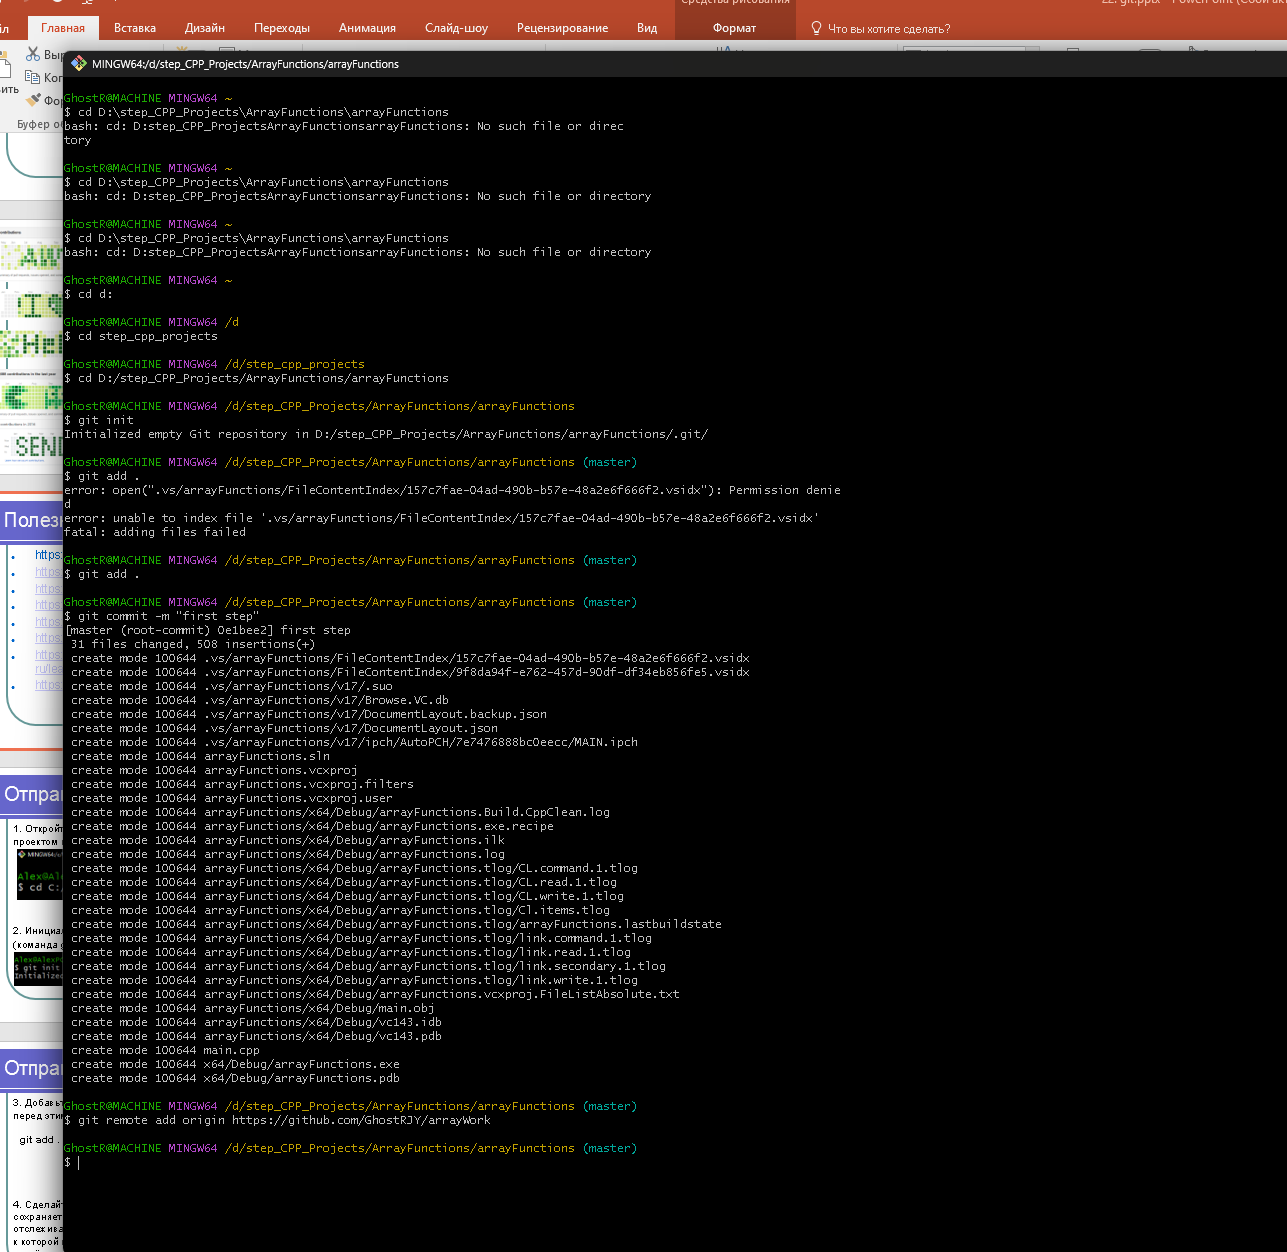 Средства рисования
Главная
Вставка
Дизайн
Переходы
Анимация
Слайд-шоу
Рецензирование
Вид
Формат
Что вы хотите сделать?
MINGW64:/d/step_CPP_Projects/ArrayFunctions/arrayFunctions
GhostR@MACHINE MINGW64 ~
$ cd D:\step_CPP_Projects\ArrayFunctions\arrayFunctions
bash: cd: D:step_CPP_ProjectsArrayFunctionsarrayFunctions: No such file or direc
tory
GhostR@MACHINE MINGW64 ~
$ cd D:\step_CPP_Projects\ArrayFunctions\arrayFunctions
bash: cd: D:step_CPP_ProjectsArrayFunctionsarrayFunctions: No such file or directory
GhostR@MACHINE MINGW64 ~
$ cd D:\step_CPP_Projects\ArrayFunctions\arrayFunctions
bash: cd: D:step_CPP_ProjectsArrayFunctionsarrayFunctions: No such file or directory
GhostR@MACHINE MINGW64 ~
$ cd d:
GhostR@MACHINE MINGW64 /d
$ cd step_cpp_projects
GhostR@MACHINE MINGW64 /d/step_cpp_projects
$ cd D:/step_CPP_Projects/ArrayFunctions/arrayFunctions
GhostR@MACHINE MINGW64 /d/step_CPP_Projects/ArrayFunctions/arrayFunctions
$ git init
Initialized empty Git repository in D:/step_CPP_Projects/ArrayFunctions/arrayFunctions/.git/
GhostR@MACHINE MINGW64 /d/step_CPP_Projects/ArrayFunctions/arrayFunctions (master)
$ git add .
error: open(".vs/arrayFunctions/FileContentIndex/157c7fae-04ad-490b-b57e-48a2e6f666f2.vsidx"): Permission denie
d
error: unable to index file '.vs/arrayFunctions/FileContentIndex/157c7fae-04ad-490b-b57e-48a2e6f666f2.vsidx'
fatal: adding files failed
GhostR@MACHINE MINGW64 /d/step_CPP_Projects/ArrayFunctions/arrayFunctions (master)
$ git add .
GhostR@MACHINE MINGW64 /d/step_CPP_Projects/ArrayFunctions/arrayFunctions (master)
$ git commit -m "first step"
[master (root-commit) 0e1bee2] first step
31 files changed, 508 insertions(+)
create mode 100644 .vs/arrayFunctions/FileContentIndex/157c7fae-04ad-490b-b57e-48a2e6f666f2.vsidx
create mode 100644 .vs/arrayFunctions/FileContentIndex/9f8da94f-e762-457d-90df-df34eb856fe5.vsidx
create mode 100644 .vs/arrayFunctions/v17/.suo
create mode 100644 .vs/arrayFunctions/v17/Browse.VC.db
create mode 100644 .vs/arrayFunctions/v17/DocumentLayout.backup.json
create mode 100644 .vs/arrayFunctions/v17/DocumentLayout.json
create mode 100644 .vs/arrayFunctions/v17/ipch/AutoPCH/7e7476888bc0eecc/MAIN.ipch
create mode 100644 arrayFunctions.sln
create mode 100644 arrayFunctions.vcxproj
create mode 100644 arrayFunctions.vcxproj.filters
create mode 100644 arrayFunctions.vcxproj.user
create mode 100644 arrayFunctions/x64/Debug/arrayFunctions.Build.CppClean.log
create mode 100644 arrayFunctions/x64/Debug/arrayFunctions.exe.recipe
create mode 100644 arrayFunctions/x64/Debug/arrayFunctions.ilk
create mode 100644 arrayFunctions/x64/Debug/arrayFunctions.log
create mode 100644 arrayFunctions/x64/Debug/arrayFunctions.tlog/CL.command.1.tlog
create mode 100644 arrayFunctions/x64/Debug/arrayFunctions.tlog/CL.read.1.tlog
create mode 100644 arrayFunctions/x64/Debug/arrayFunctions.tlog/CL.write.1.tlog
create mode 100644 arrayFunctions/x64/Debug/arrayFunctions.tlog/Cl.items.tlog
create mode 100644 arrayFunctions/x64/Debug/arrayFunctions.tlog/arrayFunctions.lastbuildstate
create mode 100644 arrayFunctions/x64/Debug/arrayFunctions.tlog/link.command.1.tlog
create mode 100644 arrayFunctions/x64/Debug/arrayFunctions.tlog/link.read.1.tlog
create mode 100644 arrayFunctions/x64/Debug/arrayFunctions.tlog/link.secondary.1.tlog
create mode 100644 arrayFunctions/x64/Debug/arrayFunctions.tlog/link.write.1.tlog
create mode 100644 arrayFunctions/x64/Debug/arrayFunctions.vcxproj.FileListAbsolute.txt
create mode 100644 arrayFunctions/x64/Debug/main.obj
create mode 100644 arrayFunctions/x64/Debug/vc143.idb
create mode 100644 arrayFunctions/x64/Debug/vc143.pdb
create mode 100644 main.cpp
create mode 100644 x64/Debug/arrayFunctions.exe
create mode 100644 x64/Debug/arrayFunctions.pdb
GhostR@MACHINE MINGW64 /d/step_CPP_Projects/ArrayFunctions/arrayFunctions (master)
$ git remote add origin https://github.com/GhostRJY/arrayWork
GhostR@MACHINE MINGW64 /d/step_CPP_Projects/ArrayFunctions/arrayFunctions (master)
$
Буфер
git add .